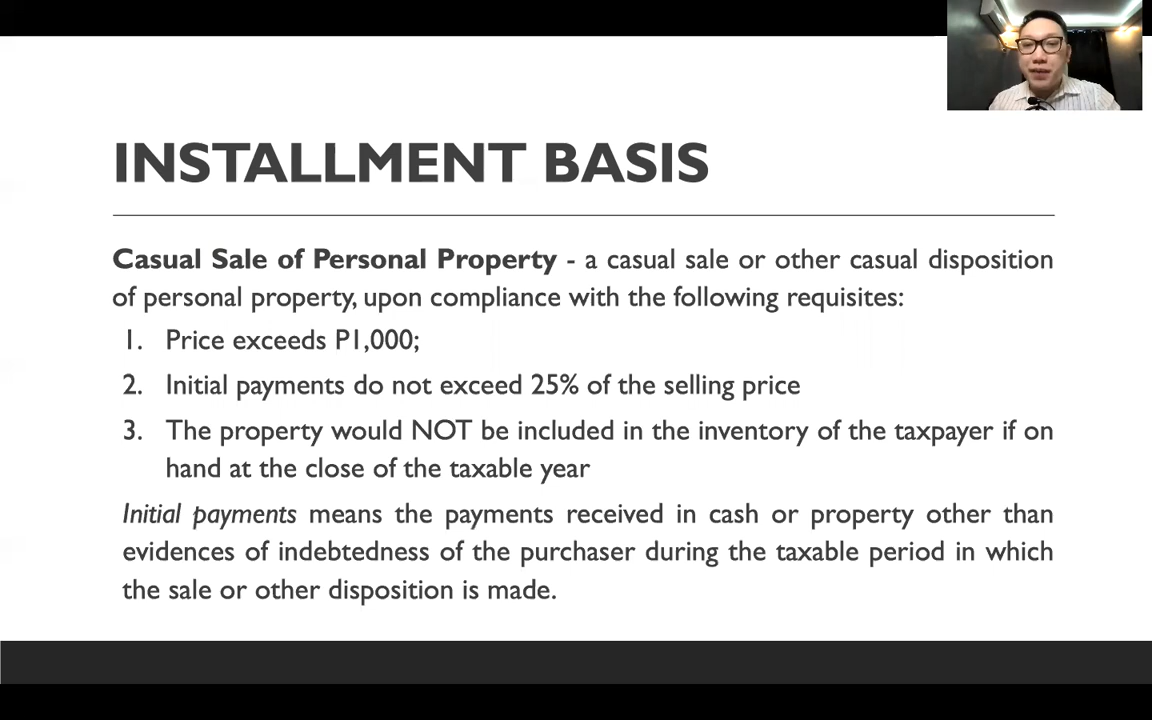 INSTALLMENT BASIS
Casual Sale of Personal Property - a casual sale or other casual disposition
of personal property, upon compliance with the following requisites:
1. Price exceeds P1,000;
2. Initial payments do not exceed 25% of the selling price
3. The property would NOT be included in the inventory of the taxpayer if on
hand at the close of the taxable year
Initial payments means the payments received in cash or property other than
evidences of indebtedness of the purchaser during the taxable period in which
the sale or other disposition is made.